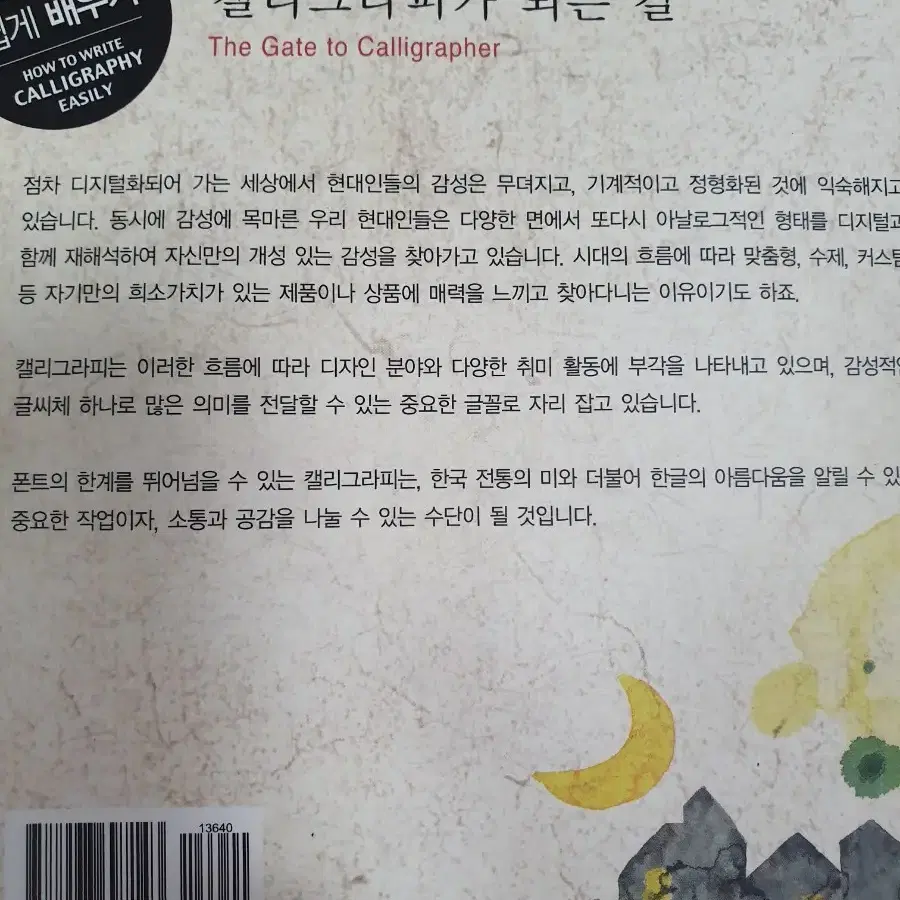 쉽게 배우기
HOW TO WRITE
CALLIGRAPHY
EASILY
캘리그라피가 되는 길
The Gate to Calligrapher
점차 디지털화되어 가는 세상에서 현대인들의 감성은 무뎌지고, 기계적이고 정형화된 것에 익숙해지고
있습니다. 동시에 감성에 목마른 우리 현대인들은 다양한 면에서 또다시 아날로그적인 형태를 디지털과
함께 재해석하여 자신만의 개성 있는 감성을 찾아가고 있습니다. 시대의 흐름에 따라 맞춤형, 수제, 커스텀
등 자기만의 희소가치가 있는 제품이나 상품에 매력을 느끼고 찾아다니는 이유이기도 하죠.
캘리그라피는 이러한 흐름에 따라 디자인 분야와 다양한 취미 활동에 부각을 나타내고 있으며, 감성적인
글씨체 하나로 많은 의미를 전달할 수 있는 중요한 글꼴로 자리 잡고 있습니다.
폰트의 한계를 뛰어넘을 수 있는 캘리그라피는, 한국 전통의 미와 더불어 한글의 아름다움을 알릴 수 있
중요한 작업이자, 소통과 공감을 나눌 수 있는 수단이 될 것입니다.
13640